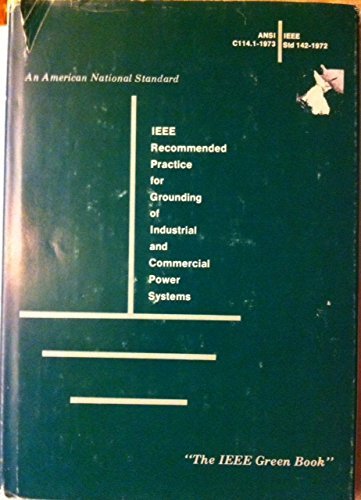 ANSI IEEE
C114.1-1973 Std 142-1972
An American National Standard
IEEE
Recommended
Practice
for
Grounding
of
Industrial
and
Commercial
Power
Systems
"The IEEE Green Book"